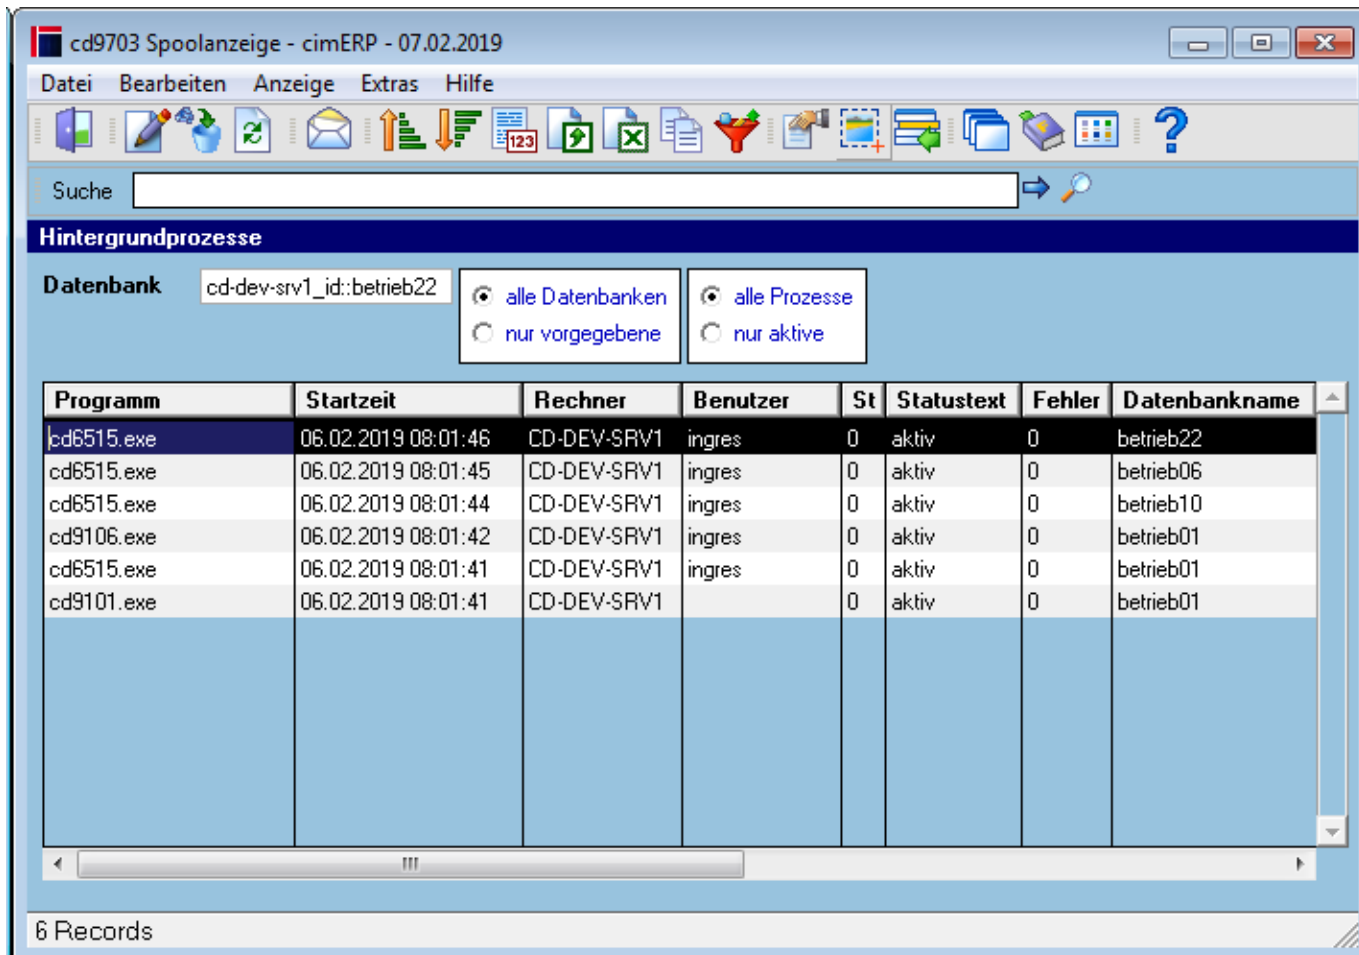 cd9703 Spoolanzeige - cimERP - 07.02.2019
Datei Bearbeiten Anzeige Extras Hilfe
123
Suche
Hintergrundprozesse
Datenbank cd-dev-srv1_id::betrieb22 alle Datenbanken alle Prozesse
nur vorgegebene nur aktive
Programm Startzeit Rechner Benutzer St Statustext Fehler Datenbankname
cd6515.exe 06.02.2019 08:01:46 CD-DEV-SRV1 ingres 0 aktiv 0 betrieb22
cd6515.exe 06.02.2019 08:01:45 CD-DEV-SRV1 ingres 0 aktiv 0 betrieb06
cd6515.exe 06.02.2019 08:01:44 CD-DEV-SRV1 ingres 0 aktiv 0 betrieb10
cd9106.exe 06.02.2019 08:01:42 CD-DEV-SRV1 ingres 0 aktiv 0 betrieb01
cd6515.exe 06.02.2019 08:01:41 CD-DEV-SRV1 ingres 0 aktiv 0 betrieb01
cd9101.exe 06.02.2019 08:01:41 CD-DEV-SRV1 0 aktiv 0 betrieb01
6 Records